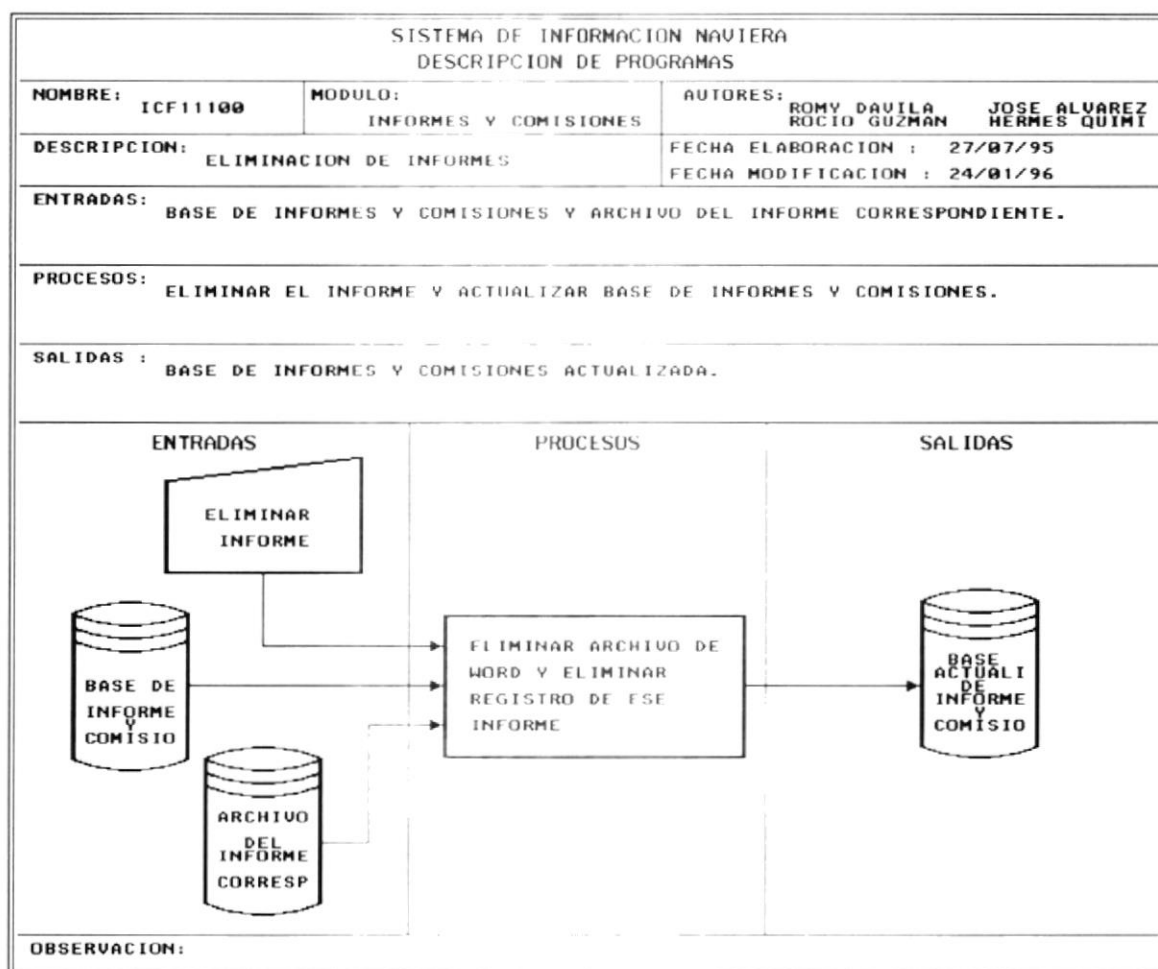 SISTEMA DE INFORMACION NAVIERA
DESCRIPCION DE PROGRAMAS
NOMBRE:
ICF11100
MODULO:
INFORMES Y COMISIONES
AUTORES:
ROMY DAVILA JOSE ALVAREZ
ROCIO GUZMAN HERMES QUIMI
DESCRIPCION:
ELIMINACION DE INFORMES
FECHA ELABORACION : 27/07/95
FECHA MODIFICACION : 24/01/96
ENTRADAS:
BASE DE INFORMES Y COMISIONES Y ARCHIVO DEL INFORME CORRESPONDIENTE.
PROCESOS:
ELIMINAR EL INFORME Y ACTUALIZAR BASE DE INFORMES Y COMISIONES.
SALIDAS :
BASE DE INFORMES Y COMISIONES ACTUALIZADA.
ENTRADAS
PROCESOS
SALIDAS
ELIMINAR
INFORME
BASE DE
INFORME
Y
COMISIO
ARCHIVO
DEL
INFORME
CORRESP
ELIMINAR ARCHIVO DE
WORD Y ELIMINAR
REGISTRO DE ESE
INFORME
BASE
ACTUALI
DE
INFORME
Y
COMISIO
OBSERVACION: